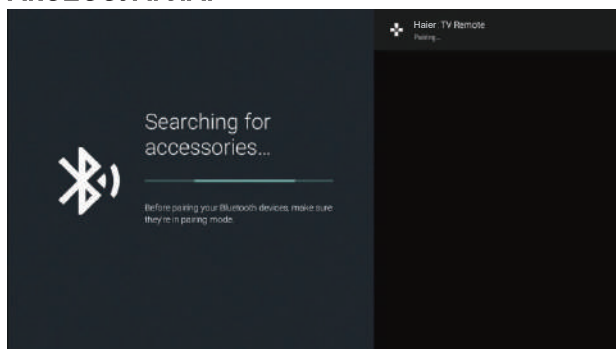 Searching for
accessories...
Before pairing your Bluetooth devices, make sure
they're in pairing mode.
Haier TV Remote
Pairing...